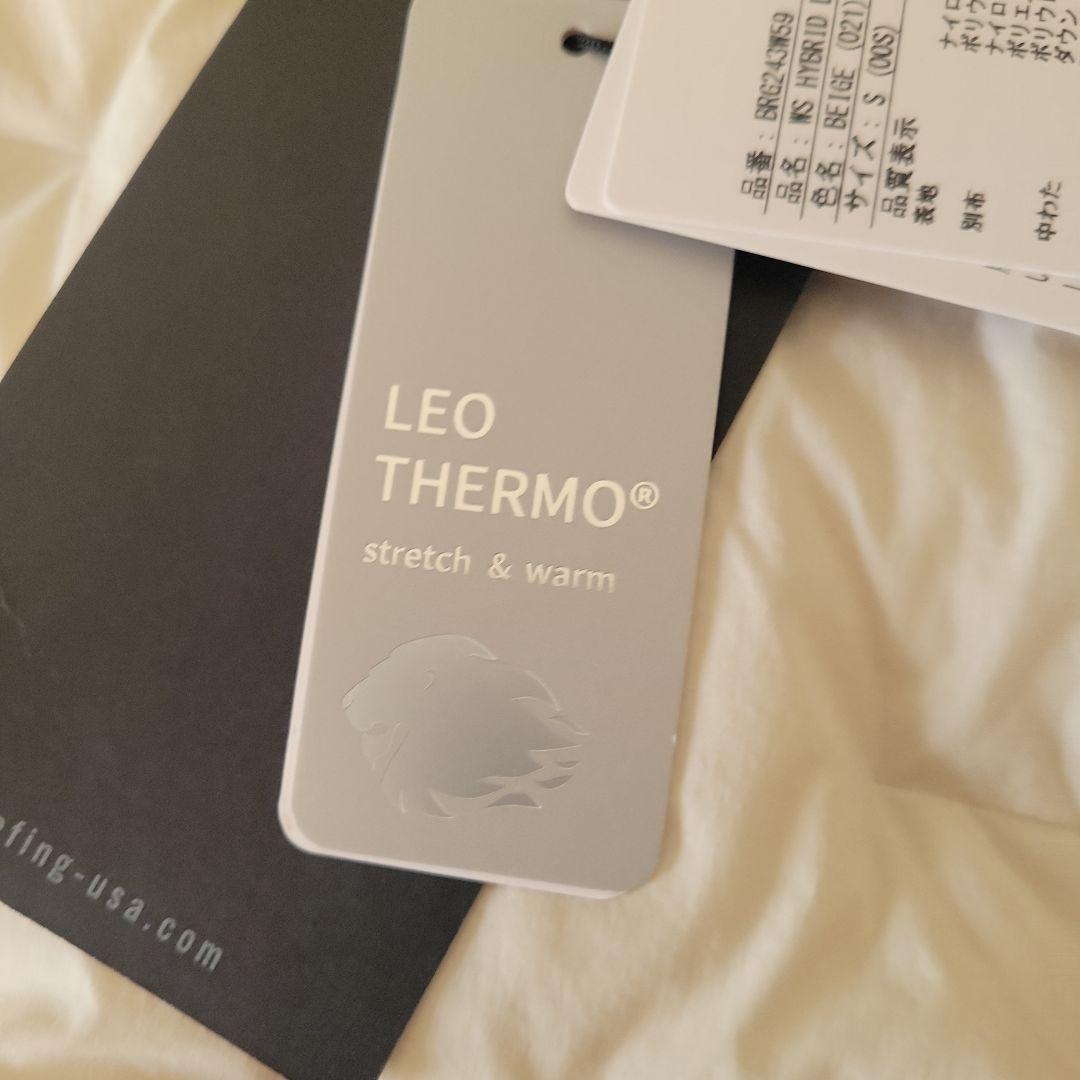 LEO
THERMO®
stretch & warm
品番：BRG243W59
品名：WS HYBRID
色名：BEIGE (021)
サイズ：S (00S)
品質表示
表地
別布
中わた
fing-usa.com